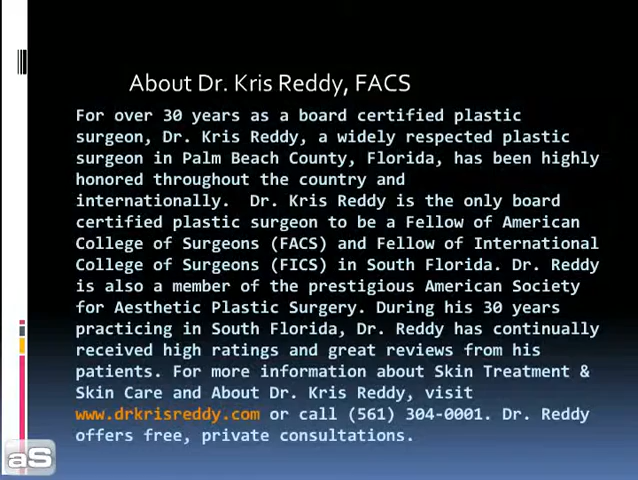 About Dr. Kris Reddy, FACS
For over 30 years as a board certified plastic
surgeon, Dr. Kris Reddy, a widely respected plastic
surgeon in Palm Beach County, Florida, has been highly
honored throughout the country and
internationally.  Dr. Kris Reddy is the only board
certified plastic surgeon to be a Fellow of American
College of Surgeons (FACS) and Fellow of International
College of Surgeons (FICS) in South Florida. Dr. Reddy
is also a member of the prestigious American Society
for Aesthetic Plastic Surgery. During his 30 years
practicing in South Florida, Dr. Reddy has continually
received high ratings and great reviews from his
patients. For more information about Skin Treatment &
Skin Care and About Dr. Kris Reddy, visit
www.drkrisreddy.com or call (561) 304-0001. Dr. Reddy
offers free, private consultations.
aS